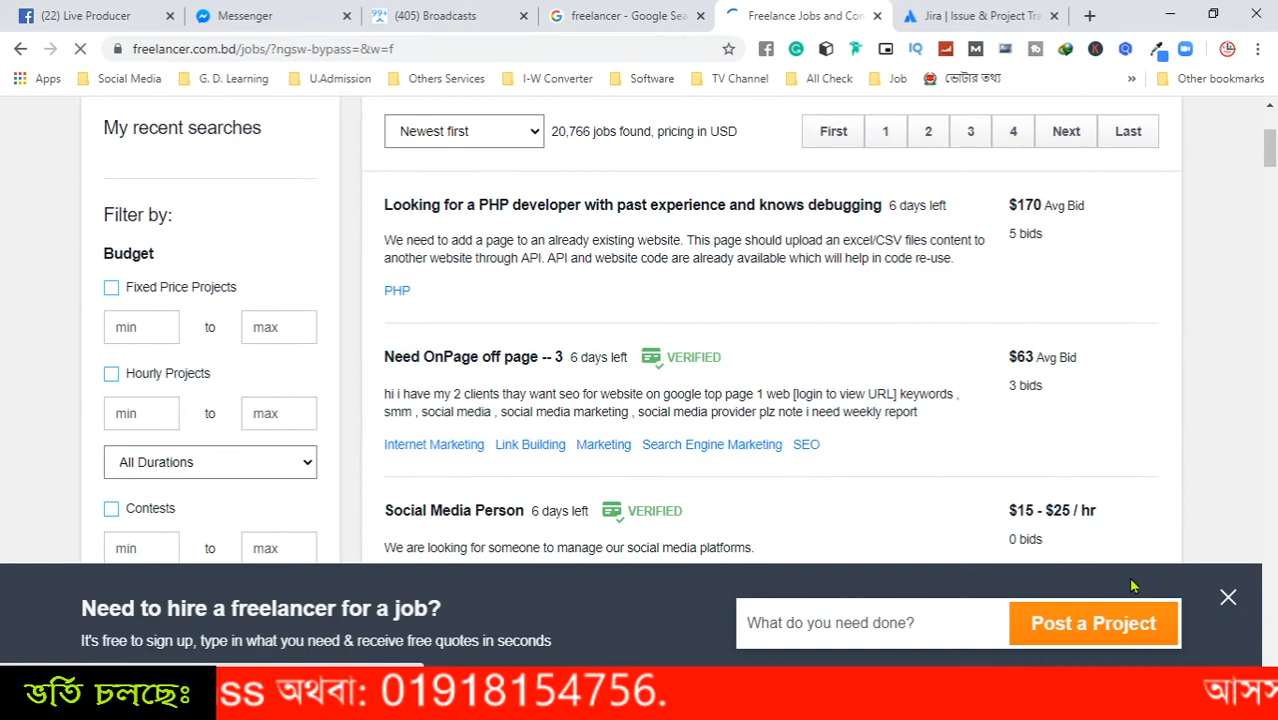 (22) Live Producer
Messenger
(405) Broadcasts
freelancer - Google Sea
Freelance Jobs and Con
Jira | Issue & Project Tra
freelancer.com.bd/jobs/?ngsw-bypass=&w=f
Apps
Social Media
G. D. Learning
U.Admission
Others Services
I-W Converter
Software
TV Channel
All Check
Job
ভোটার তথ্য
Other bookmarks
My recent searches
Filter by:
Budget
Fixed Price Projects
min to max
Hourly Projects
min to max
All Durations
Contests
min to max
Newest first
20,766 jobs found, pricing in USD
First 1 2 3 4 Next Last
Looking for a PHP developer with past experience and knows debugging 6 days left
$170 Avg Bid
5 bids
We need to add a page to an already existing website. This page should upload an excel/CSV files content to
another website through API. API and website code are already available which will help in code re-use.
PHP
Need OnPage off page -- 3 6 days left VERIFIED
$63 Avg Bid
3 bids
hi i have my 2 clients thay want seo for website on google top page 1 web [login to view URL] keywords ,
smm , social media , social media marketing , social media provider plz note i need weekly report
Internet Marketing Link Building Marketing Search Engine Marketing SEO
Social Media Person 6 days left VERIFIED
$15 - $25 / hr
0 bids
We are looking for someone to manage our social media platforms.
Need to hire a freelancer for a job?
It's free to sign up, type in what you need & receive free quotes in seconds
What do you need done?
Post a Project
ভর্তি চলছেঃ ss অথবা: 01918154756.